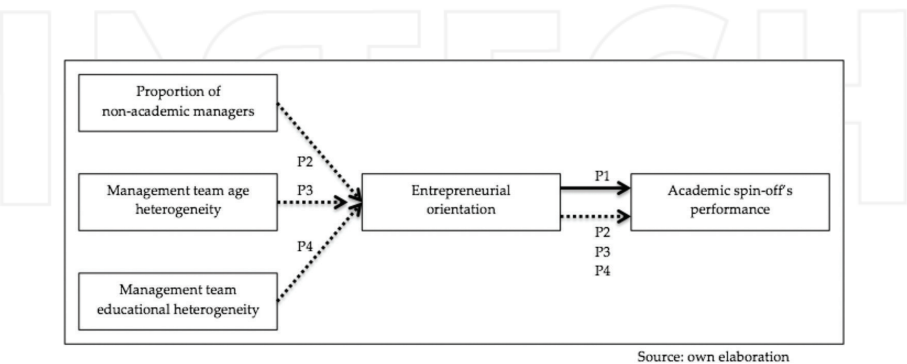 INTECH
Proportion of
non-academic managers
P2
Management team age
heterogeneity
P3
Entrepreneurial
orientation
P1
Academic spin-off's
performance
P2
P3
P4
P4
Management team
educational heterogeneity
Source: own elaboration